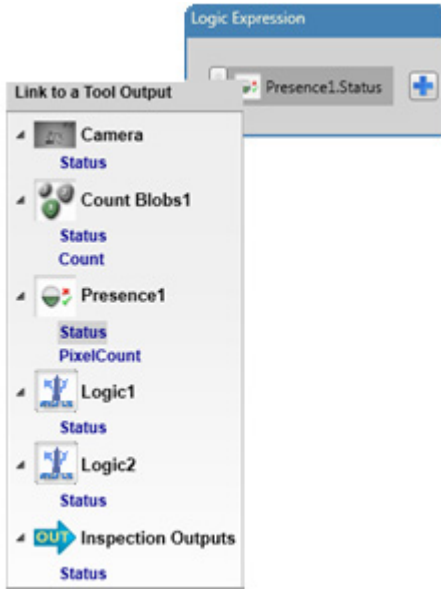 Logic Expression
Presence1.Status
Link to a Tool Output
Camera
Status
Count Blobs1
Status
Count
Presence1
Status
PixelCount
Logic1
Status
Logic2
Status
OUT Inspection Outputs
Status